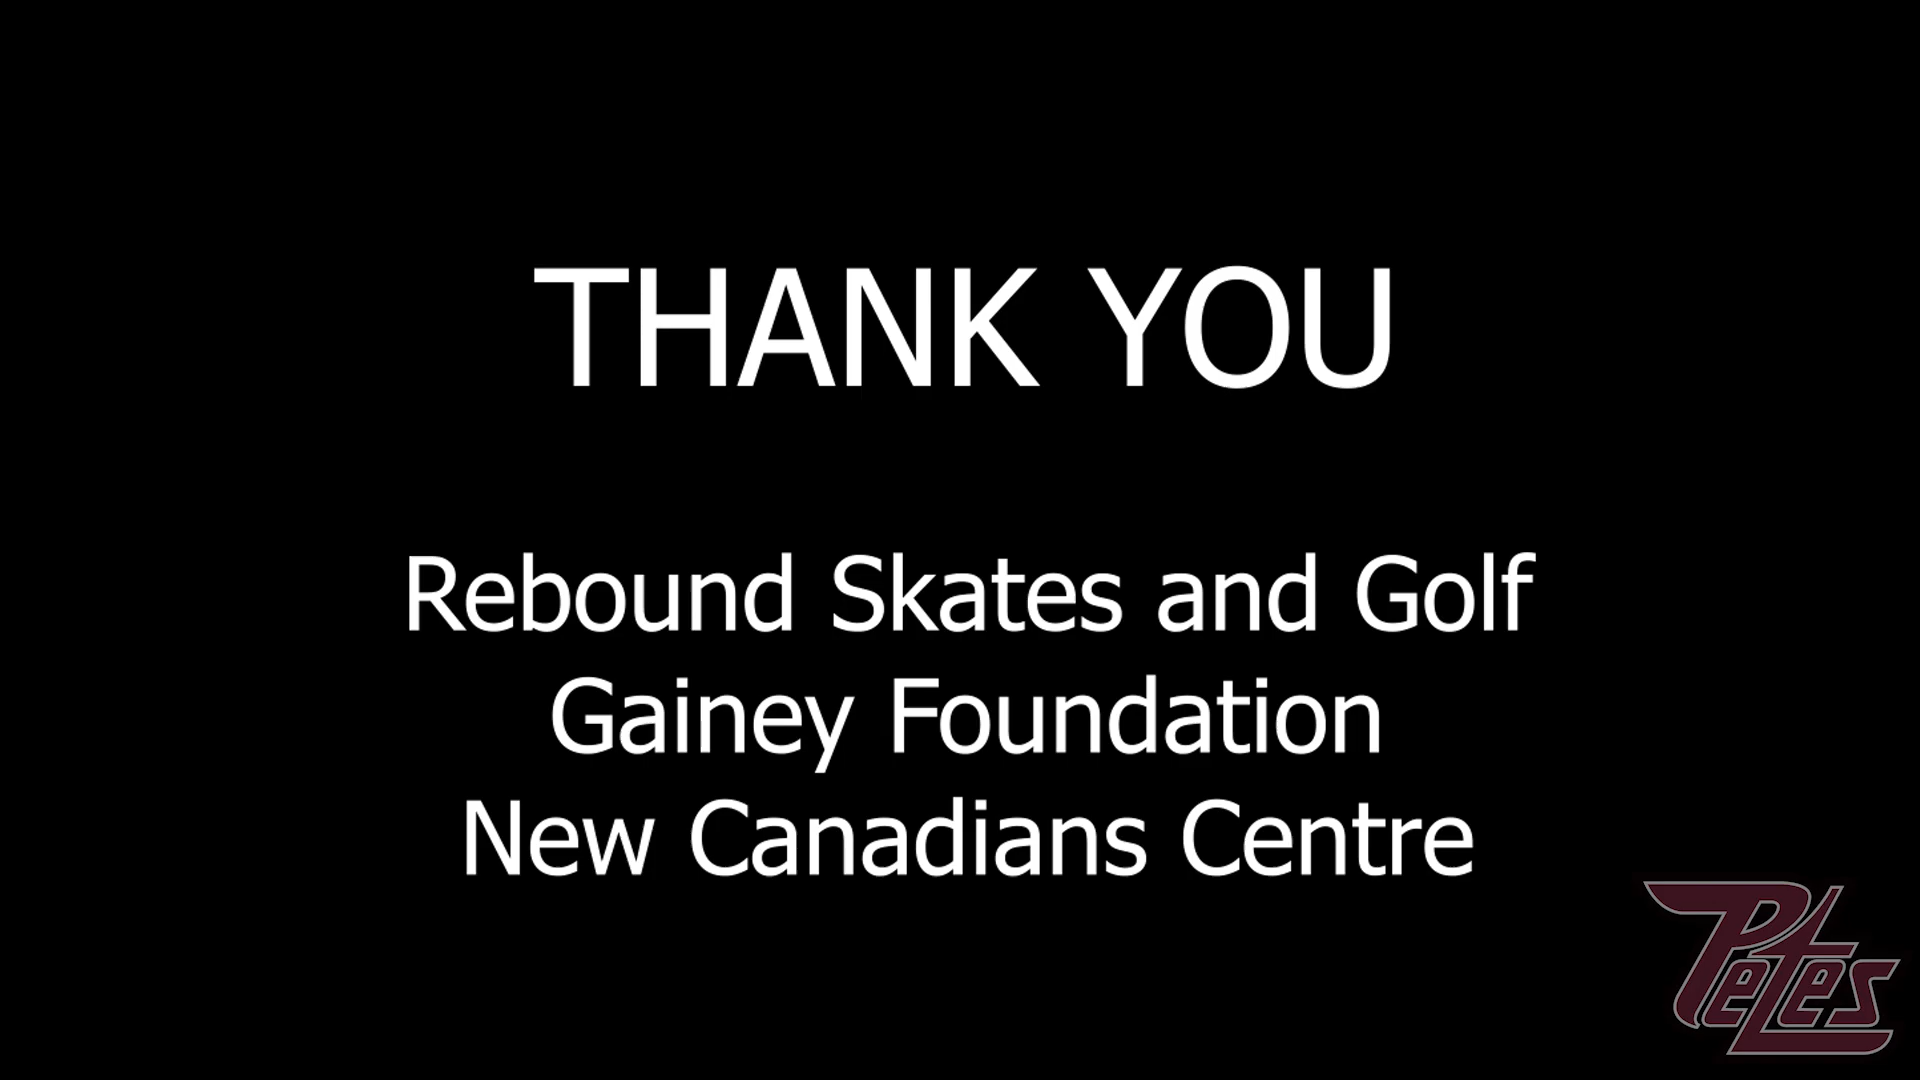 THANK YOU
Rebound Skates and Golf
Gainey Foundation
New Canadians Centre
Petes